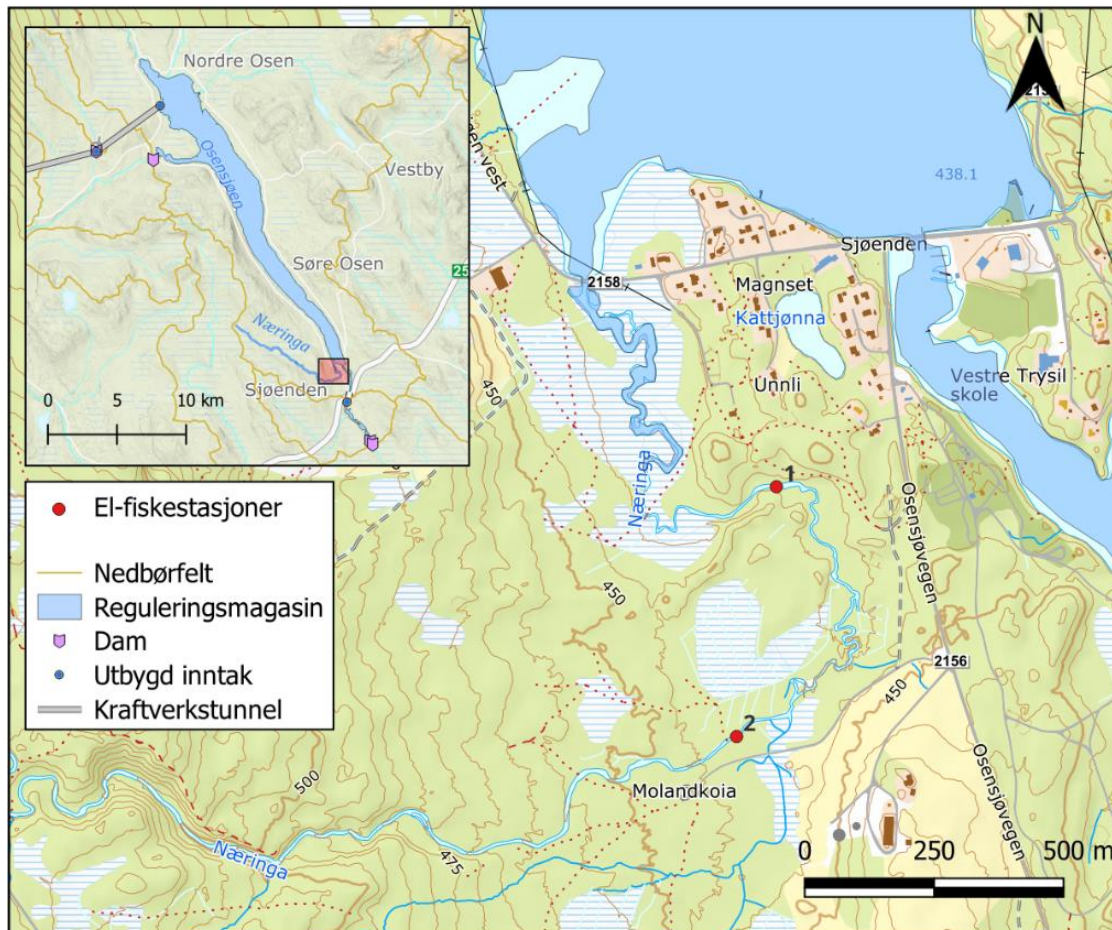 Nordre Osen
Osensjøen
Vestby
Søre Osen
25
Næringa
Sjøenden
0 5 10 km
El-fiskestasjoner
Nedbørfelt
Reguleringsmagasin
Dam
Utbygd inntak
Kraftverkstunnel
N
vest
438.1
Sjøenden
2158
Magnset
Kattjønna
Unnli
Vestre Trysil
skole
450
Næringa
1
Osensjøvegen
450
2156
450
2
Molandkoia
Osensjøvegen
500
475
Næringa
0 250 500 m